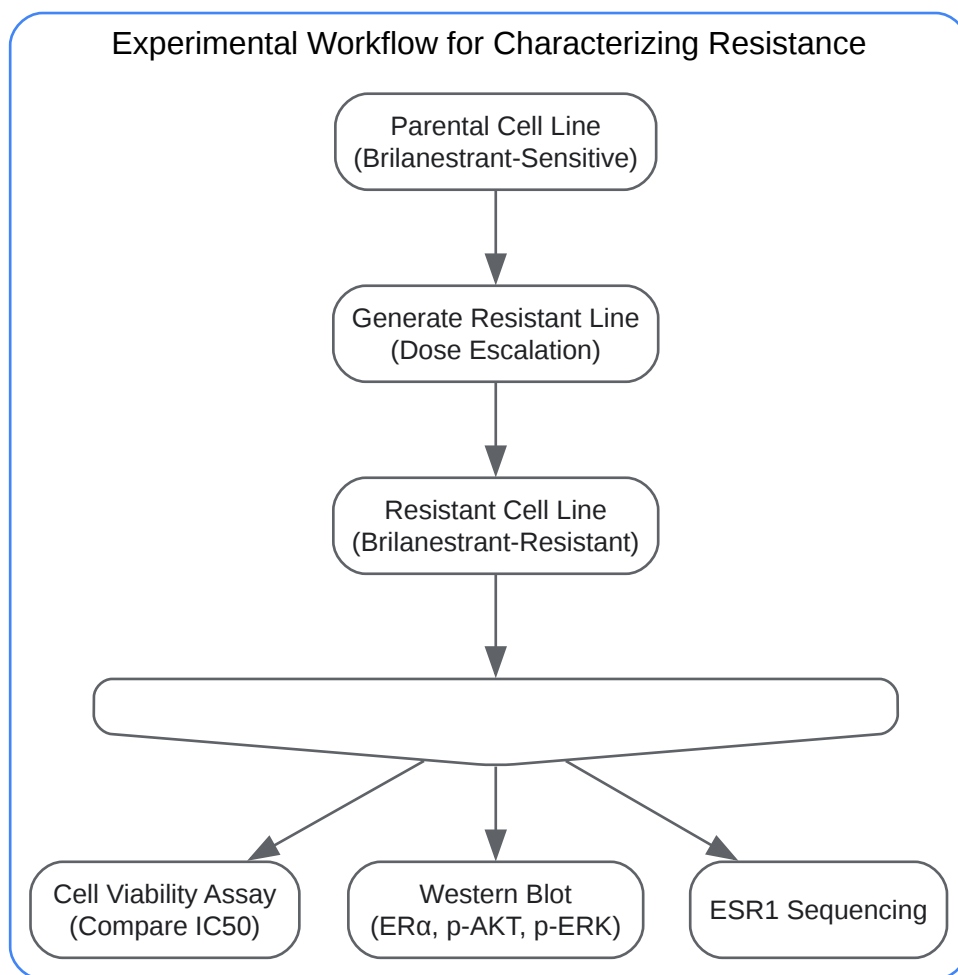 Experimental Workflow for Characterizing Resistance
Parental Cell Line
(Brilanestrant-Sensitive)
Generate Resistant Line
(Dose Escalation)
Resistant Cell Line
(Brilanestrant-Resistant)
Cell Viability Assay
(Compare IC50)
Western Blot
(ERα, p-AKT, p-ERK)
ESR1 Sequencing